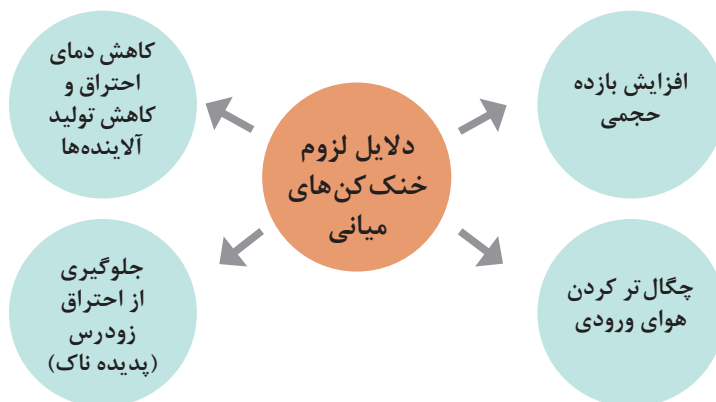 دلایل لزوم
خنک‌کن‌های
میانی
افزایش بازده
حجمی
کاهش دمای
احتراق و
کاهش تولید
آلاینده‌ها
چگال‌تر کردن
هوای ورودی
جلوگیری
از احتراق
زودرس
(پدیده ناک)